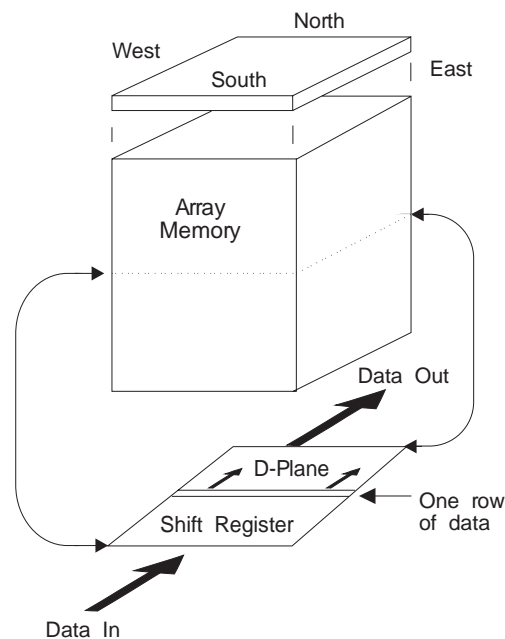 North
West
East
South
Array
Memory
Data Out
D-Plane
One row
of data
Shift Register
Data In